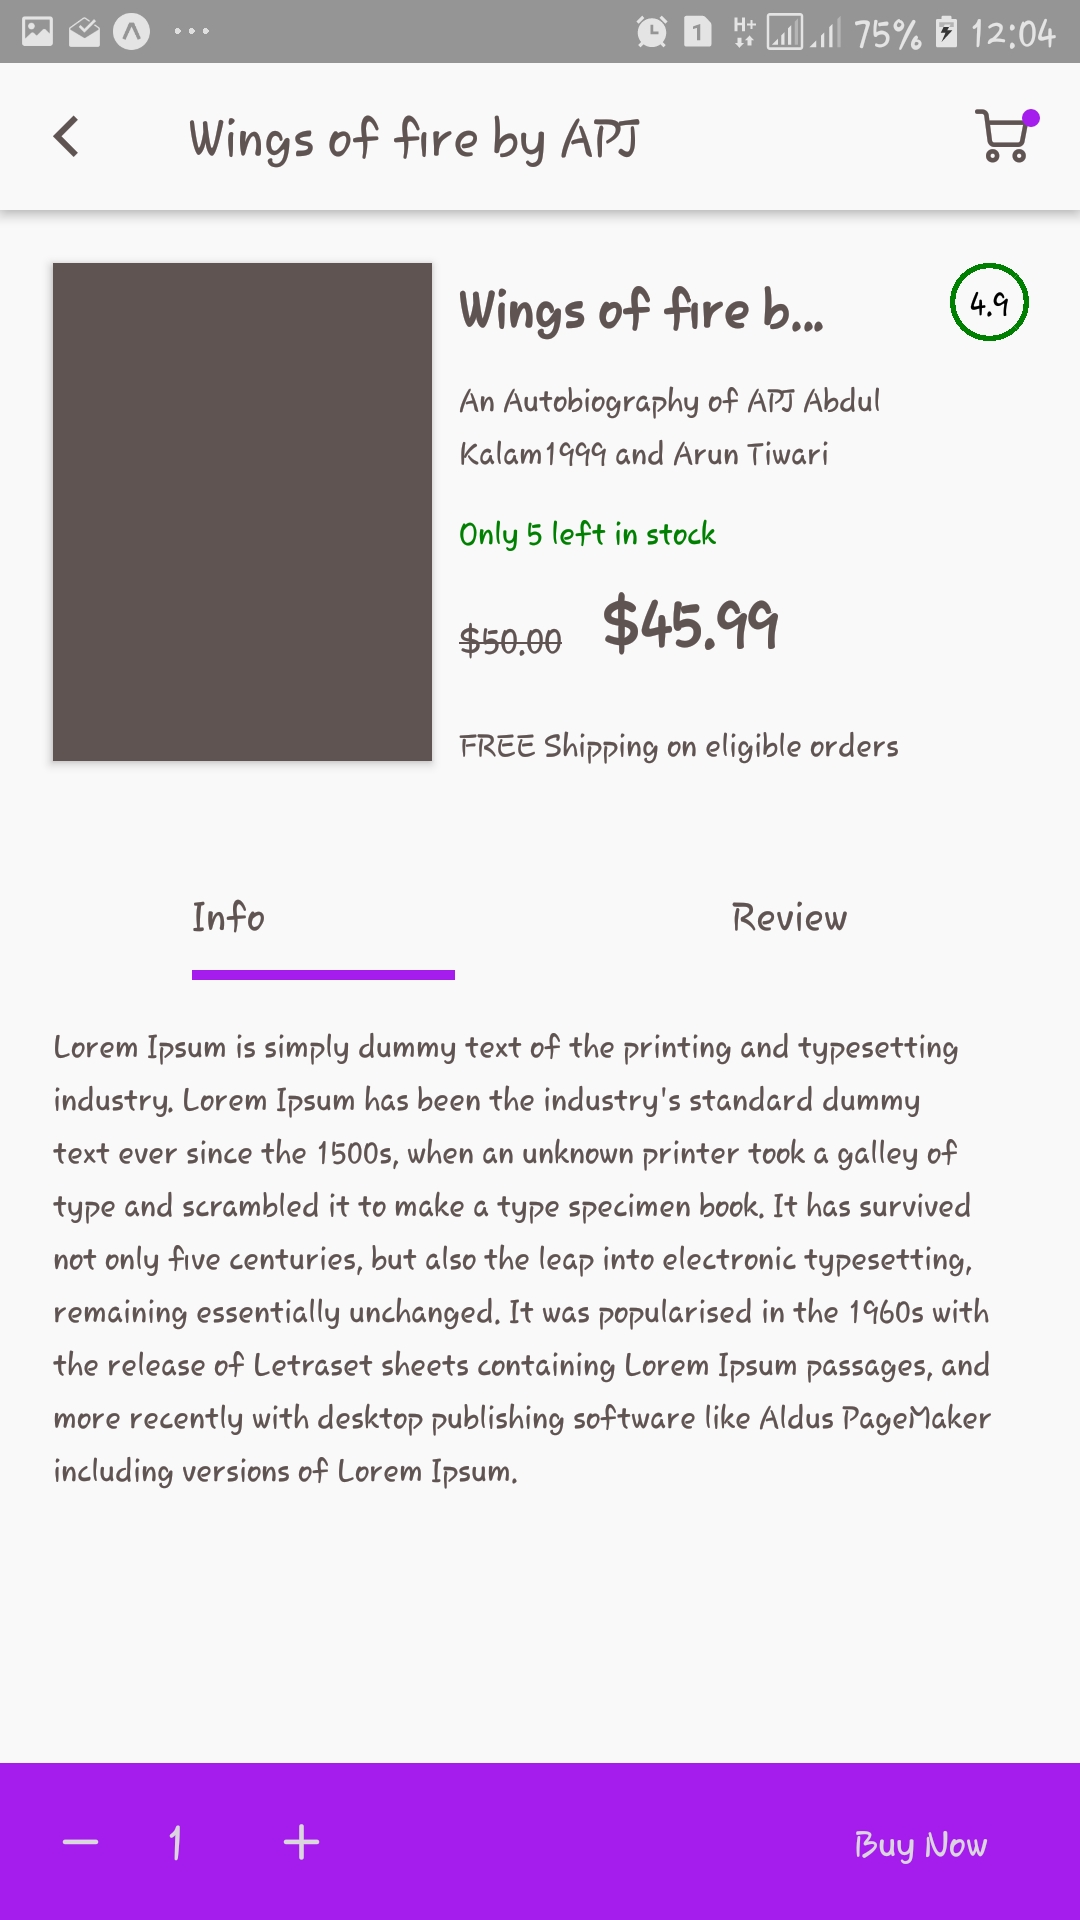 1 H+ 75% 12:04
Wings of fire by APJ
Wings of fire b...
4.9
An Autobiography of APJ Abdul
Kalam1999 and Arun Tiwari
Only 5 left in stock
$50.00 $45.99
FREE Shipping on eligible orders
Info Review
Lorem Ipsum is simply dummy text of the printing and typesetting
industry. Lorem Ipsum has been the industry's standard dummy
text ever since the 1500s, when an unknown printer took a galley of
type and scrambled it to make a type specimen book. It has survived
not only five centuries, but also the leap into electronic typesetting,
remaining essentially unchanged. It was popularised in the 1960s with
the release of Letraset sheets containing Lorem Ipsum passages, and
more recently with desktop publishing software like Aldus PageMaker
including versions of Lorem Ipsum.
− 1 + Buy Now